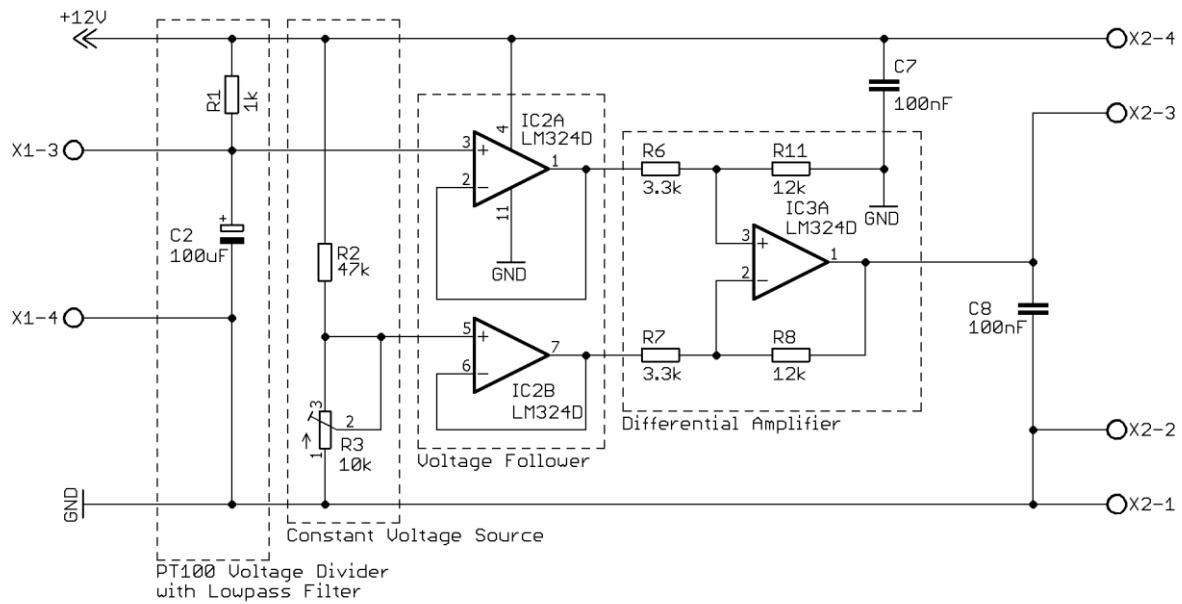 +12V
X2-4
R1
1k
C7
100nF
X2-3
IC2A
LM324D
4
3
+
1
2
-
11
GND
X1-3
R6
3.3k
R11
12k
GND
IC3A
LM324D
3
+
1
2
-
+
C2
100uF
R2
47k
X1-4
5
+
7
6
-
IC2B
LM324D
R7
3.3k
R8
12k
C8
100nF
3
2
1
R3
10k
Differential Amplifier
Voltage Follower
X2-2
GND
X2-1
Constant Voltage Source
PT100 Voltage Divider
with Lowpass Filter